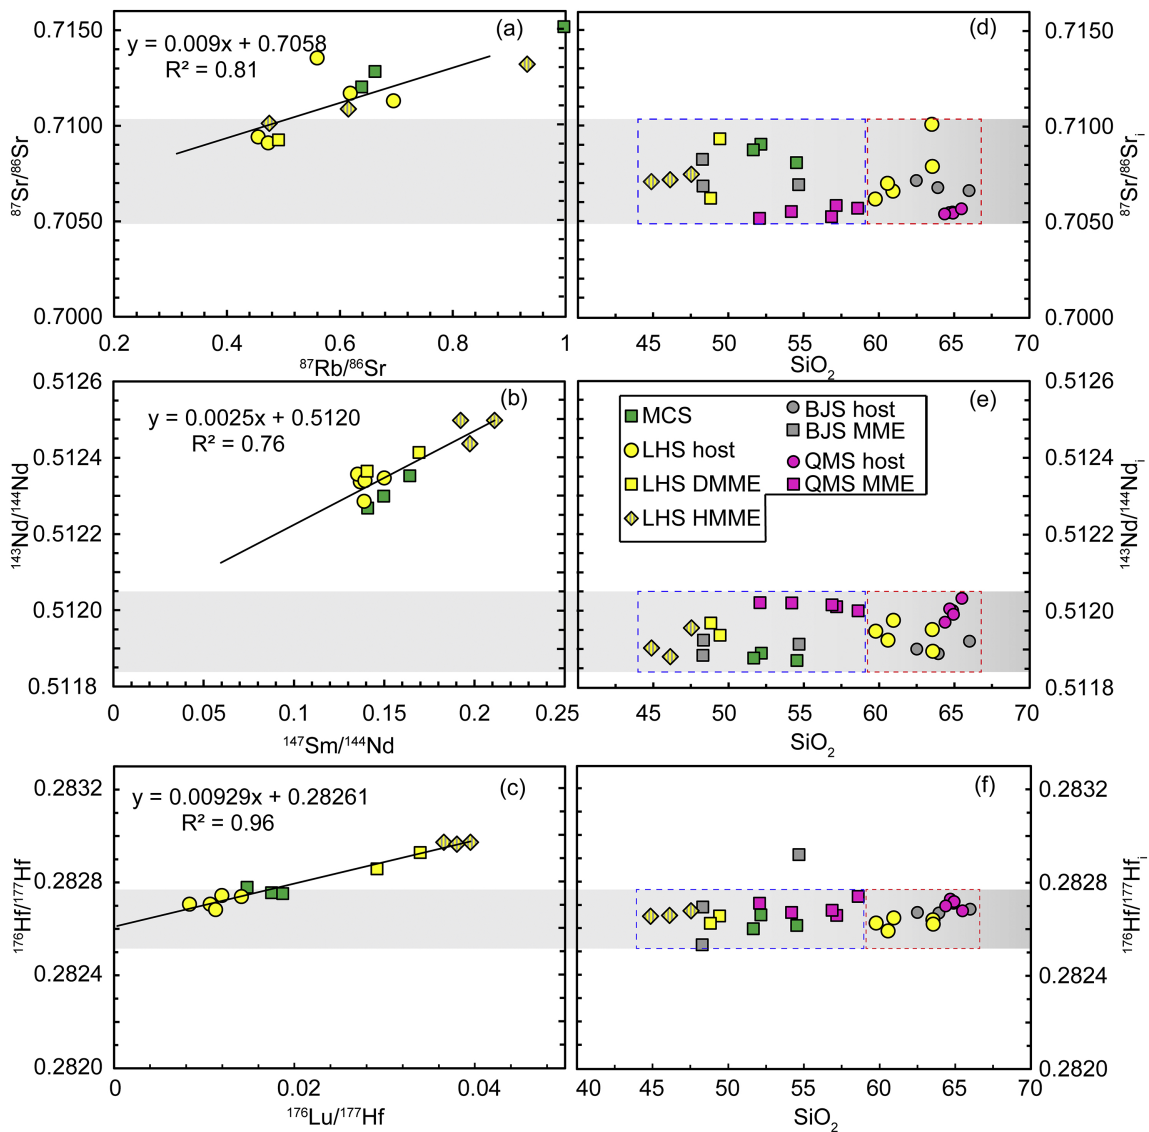 (a)
y = 0.009x + 0.7058
R² = 0.81
0.7150
0.7100
0.7050
0.7000
⁸⁷Sr/⁸⁶Sr
0.2 0.4 0.6 0.8 1
⁸⁷Rb/⁸⁶Sr
(d)
0.7150
0.7100
0.7050
0.7000
⁸⁷Sr/⁸⁶Srᵢ
45 50 55 60 65 70
SiO₂
(b)
y = 0.0025x + 0.5120
R² = 0.76
0.5126
0.5124
0.5122
0.5120
0.5118
¹⁴³Nd/¹⁴⁴Nd
0 0.05 0.1 0.15 0.2 0.25
¹⁴⁷Sm/¹⁴⁴Nd
(e)
MCS
LHS host
LHS DMME
LHS HMME
BJS host
BJS MME
QMS host
QMS MME
0.5126
0.5124
0.5122
0.5120
0.5118
¹⁴³Nd/¹⁴⁴Ndᵢ
45 50 55 60 65 70
SiO₂
(c)
y = 0.00929x + 0.28261
R² = 0.96
0.2832
0.2828
0.2824
0.2820
¹⁷⁶Hf/¹⁷⁷Hf
0 0.02 0.04
¹⁷⁶Lu/¹⁷⁷Hf
(f)
0.2832
0.2828
0.2824
0.2820
¹⁷⁶Hf/¹⁷⁷Hfᵢ
40 45 50 55 60 65 70
SiO₂